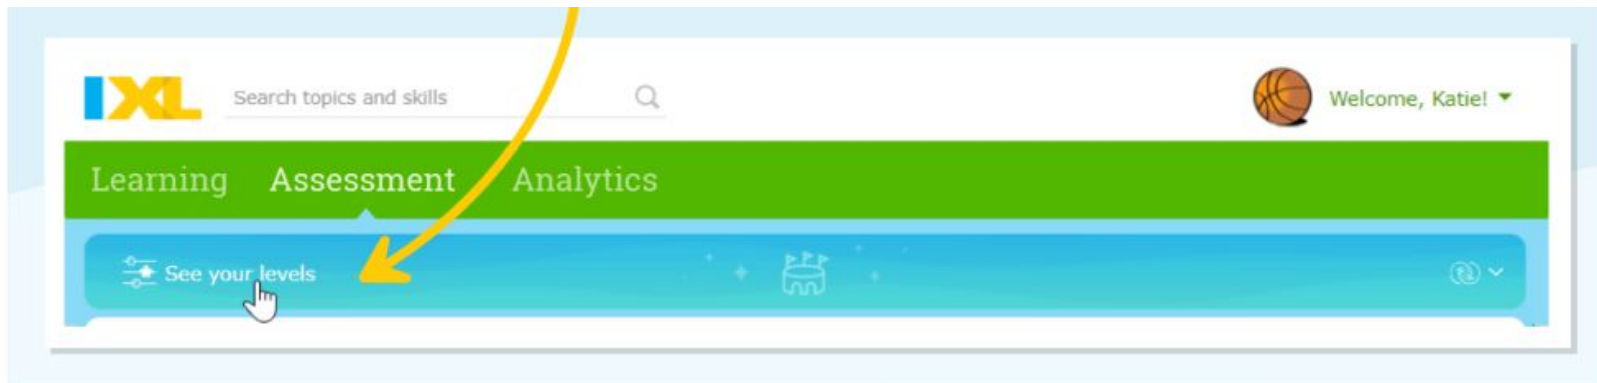 IXL Search topics and skills Welcome, Katie!
Learning Assessment Analytics
See your levels